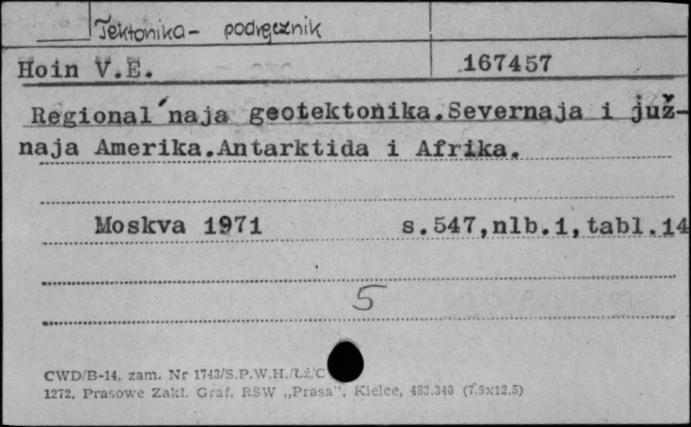 Tektonika - podręcznik
Hoin V.E. 167457
Regional'naja geotektonika.Severnaja i juž-
naja Amerika.Antarktida i Afrika.
Moskva 1971 s.547,nlb.1,tabl.14
5
CWD/B-14, zam. Nr 1743/S.P.W.H./Łź/C
1272. Prasowe Zakł. Graf. RSW „Prasa", Kielce, 483.340 (7,5x12,5)